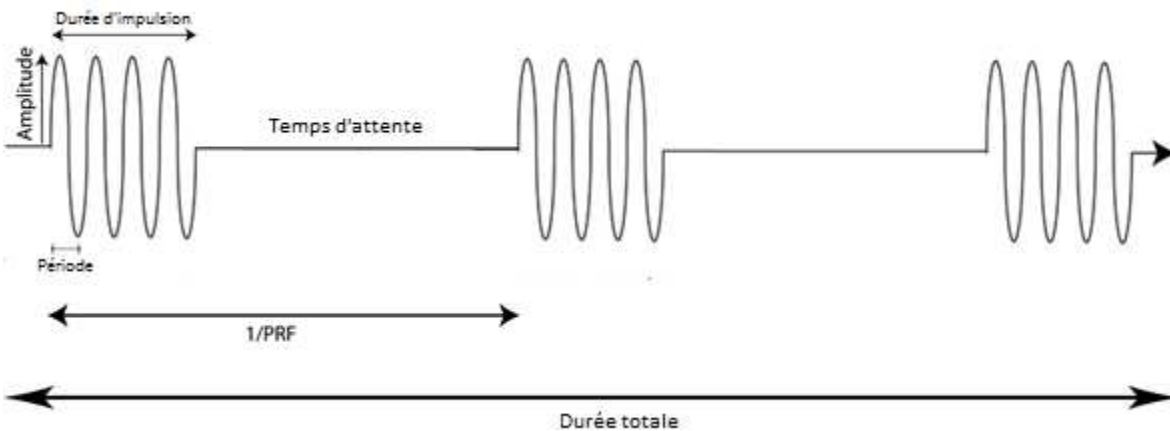 Durée d'impulsion
Amplitude
Temps d'attente
Période
1/PRF
Durée totale